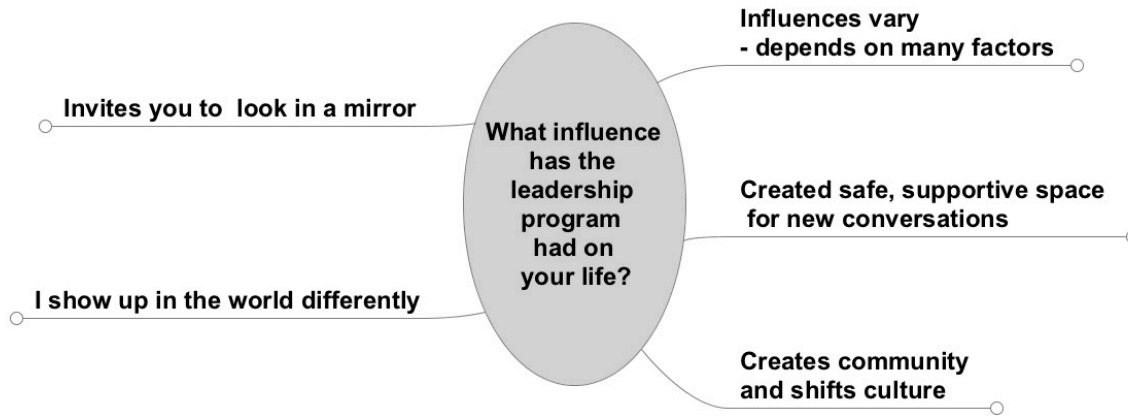 What influence
has the
leadership
program
had on
your life?
Influences vary
- depends on many factors
Created safe, supportive space
for new conversations
Creates community
and shifts culture
Invites you to  look in a mirror
I show up in the world differently